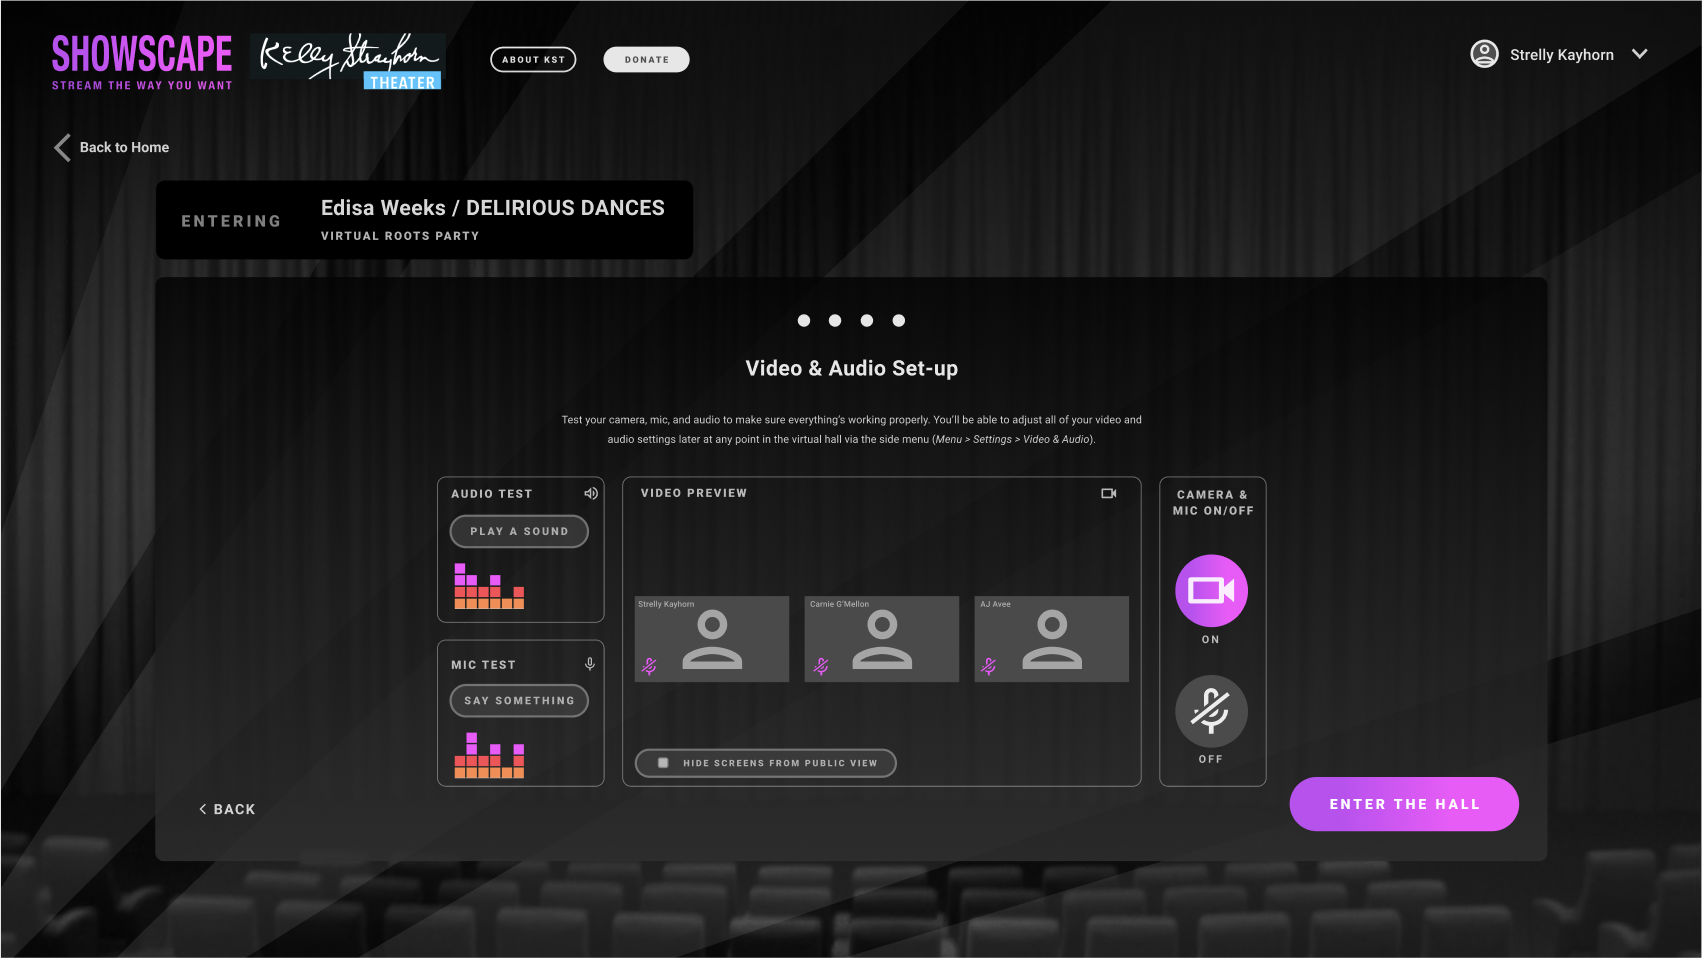 SHOWSCAPE
STREAM THE WAY YOU WANT
Kelly Strayhorn
THEATER
ABOUT KST
DONATE
Strelly Kayhorn
Back to Home
ENTERING
Edisa Weeks / DELIRIOUS DANCES
VIRTUAL ROOTS PARTY
Video & Audio Set-up
Test your camera, mic, and audio to make sure everything's working properly. You'll be able to adjust all of your video and
audio settings later at any point in the virtual hall via the side menu (Menu > Settings > Video & Audio).
AUDIO TEST
PLAY A SOUND
MIC TEST
SAY SOMETHING
VIDEO PREVIEW
Strelly Kayhorn
Carnie G'Mellon
AJ Avee
HIDE SCREENS FROM PUBLIC VIEW
CAMERA &
MIC ON/OFF
ON
OFF
< BACK
ENTER THE HALL